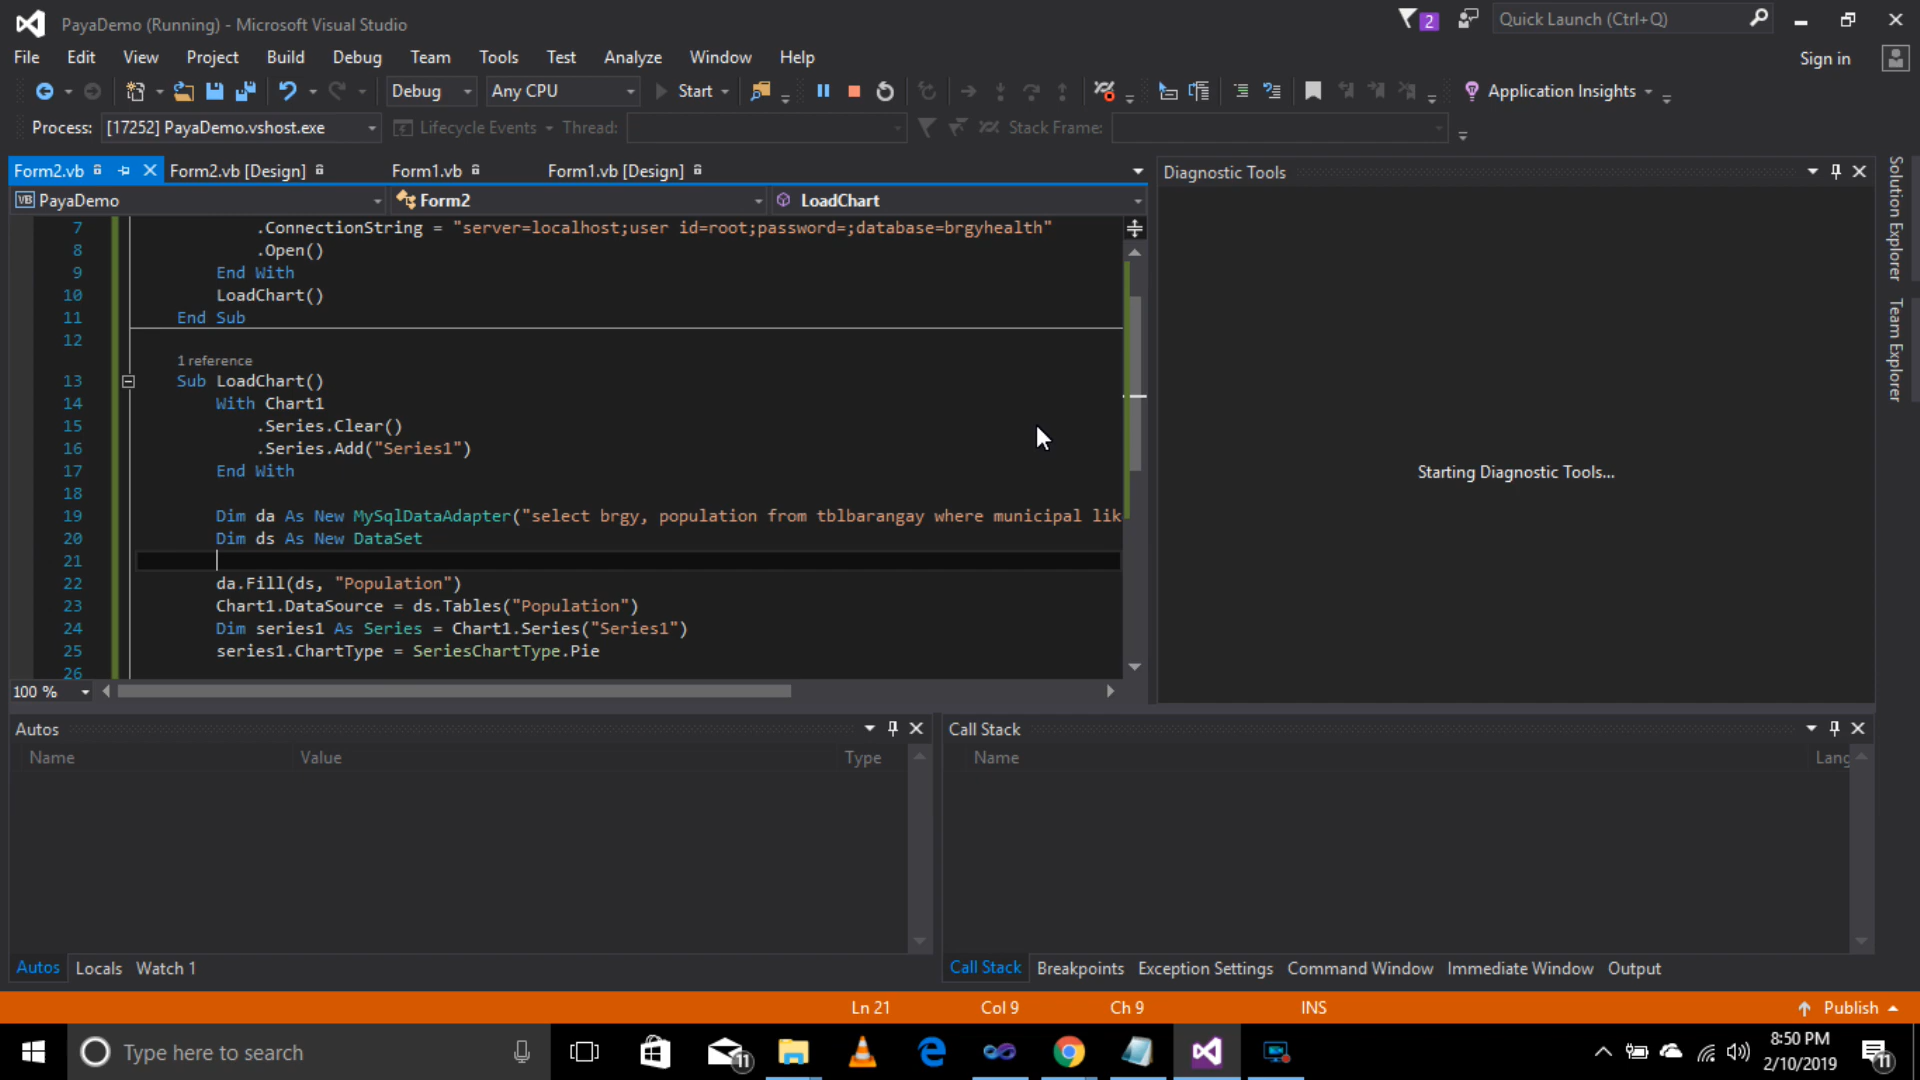 PayaDemo (Running) - Microsoft Visual Studio
2
Quick Launch (Ctrl+Q)
File Edit View Project Build Debug Team Tools Test Analyze Window Help
Sign in
Debug Any CPU Start Application Insights
Process: [17252] PayaDemo.vshost.exe Lifecycle Events Thread: Stack Frame:
Form2.vb Form2.vb [Design] Form1.vb Form1.vb [Design]
Diagnostic Tools
VB PayaDemo Form2 LoadChart
Solution Explorer
Team Explorer
7 .ConnectionString = "server=localhost;user id=root;password=;database=brgyhealth"
8 .Open()
9 End With
10 LoadChart()
11 End Sub
12
1 reference
13 Sub LoadChart()
14 With Chart1
15 .Series.Clear()
16 .Series.Add("Series1")
17 End With
18
19 Dim da As New MySqlDataAdapter("select brgy, population from tblbarangay where municipal lik
20 Dim ds As New DataSet
21
22 da.Fill(ds, "Population")
23 Chart1.DataSource = ds.Tables("Population")
24 Dim series1 As Series = Chart1.Series("Series1")
25 series1.ChartType = SeriesChartType.Pie
26
Starting Diagnostic Tools...
100 %
Autos
Name Value Type
Call Stack
Name Lang
Autos Locals Watch 1
Call Stack Breakpoints Exception Settings Command Window Immediate Window Output
Ln 21 Col 9 Ch 9 INS Publish
Type here to search
11
8:50 PM
2/10/2019
11